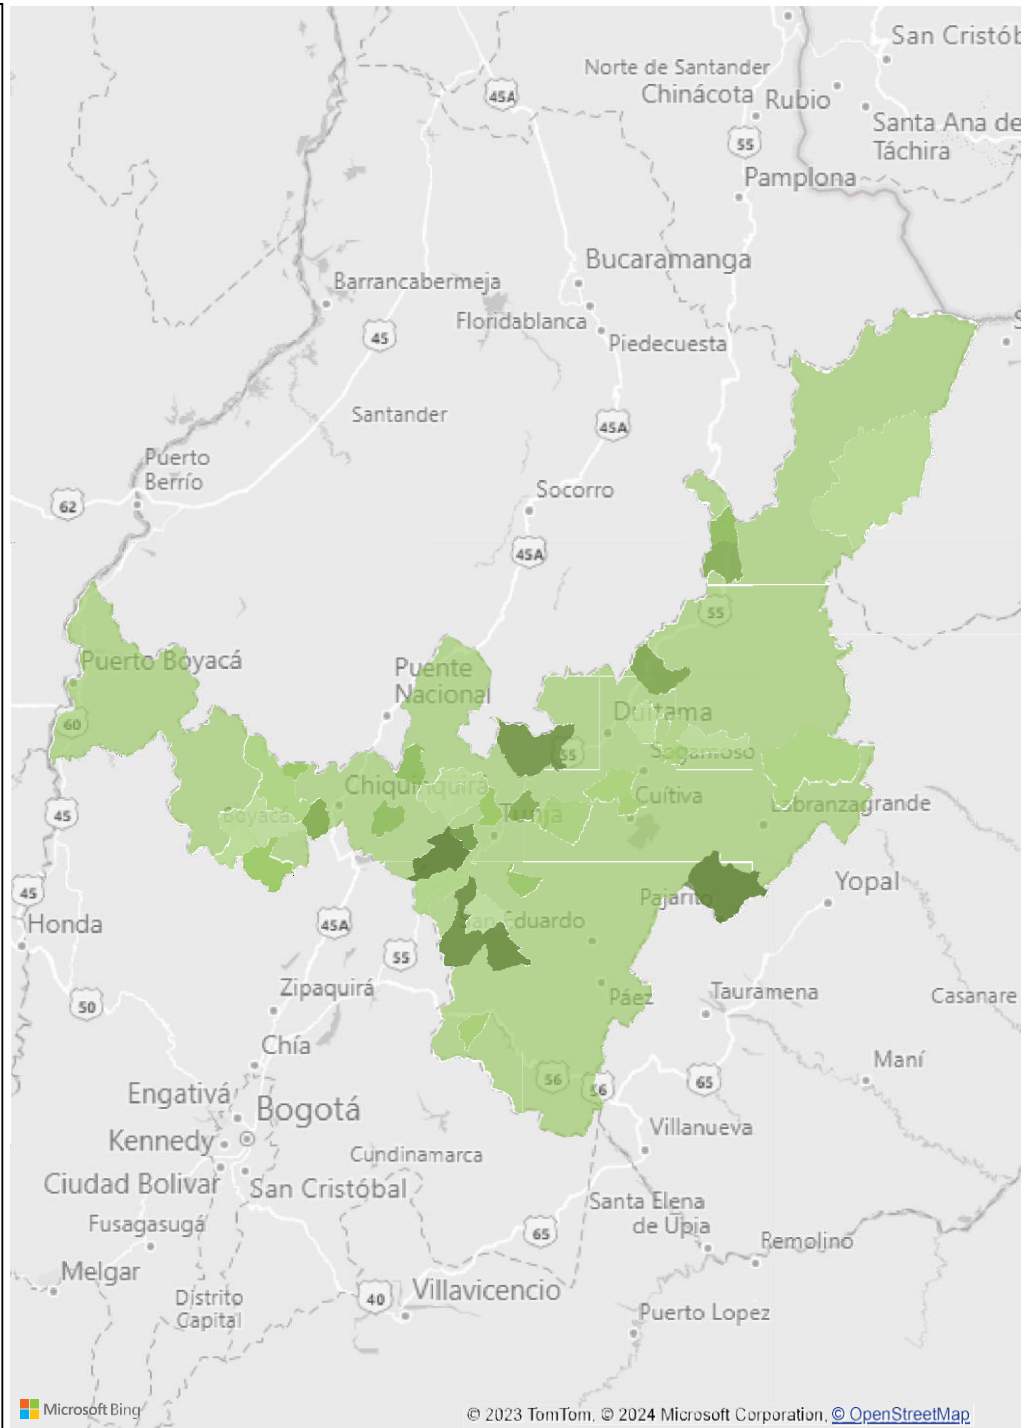 San Cristób
Norte de Santander
45A
Chinácota
Rubio
Santa Ana de
Táchira
55
Pamplona
Bucaramanga
Barrancabermeja
Floridablanca
45
Piedecuesta
Santander
45A
Puerto
Berrío
62
Socorro
45A
55
Puerto Boyacá
Puente
Nacional
60
Duitama
55
Sogamoso
Chiquinquirá
Cuítiva
Labranzagrande
45
Boyacá
Tunja
45
Pajarito
Yopal
Honda
45A
San Eduardo
55
50
Zipaquirá
Páez
Tauramena
Casanare
Chía
56
56
65
Maní
Engativá
Bogotá
Kennedy
Villanueva
Cundinamarca
Ciudad Bolivar
San Cristóbal
Santa Elena
de Upia
Fusagasugá
65
Remolino
Melgar
Distrito
Capital
40
Villavicencio
Puerto Lopez
Microsoft Bing
© 2023 TomTom, © 2024 Microsoft Corporation, © OpenStreetMap